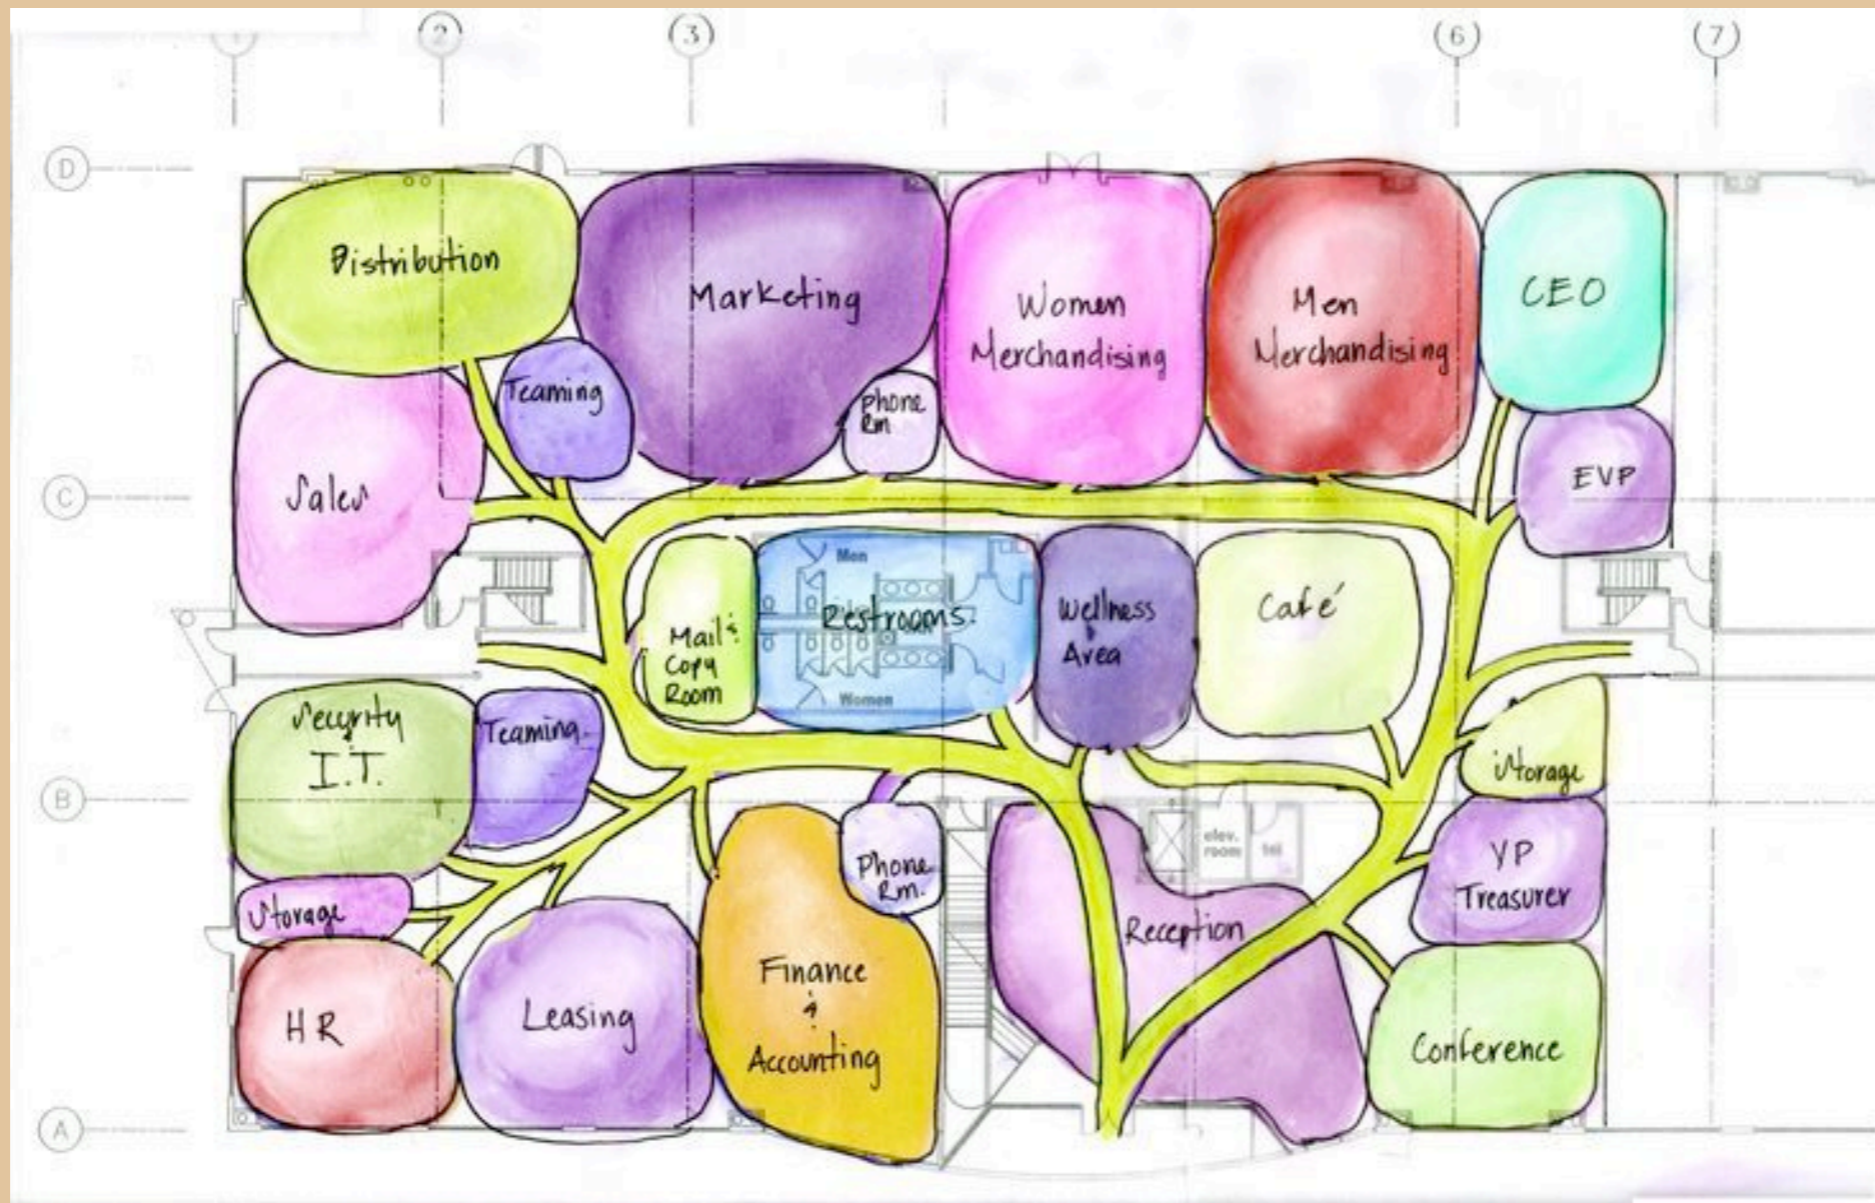 1
2
3
6
7
D
C
B
A
Distribution
Marketing
Women
Merchandising
Men
Merchandising
CEO
Teaming
Phone
Rm
EVP
Sales
Men
Restrooms
Women
Mail &
Copy
Room
Wellness
Area
Café
Security
I.T.
Teaming
Storage
Storage
HR
Leasing
Finance
&
Accounting
Phone
Rm.
elev.
room
tel
Reception
VP
Treasurer
Conference